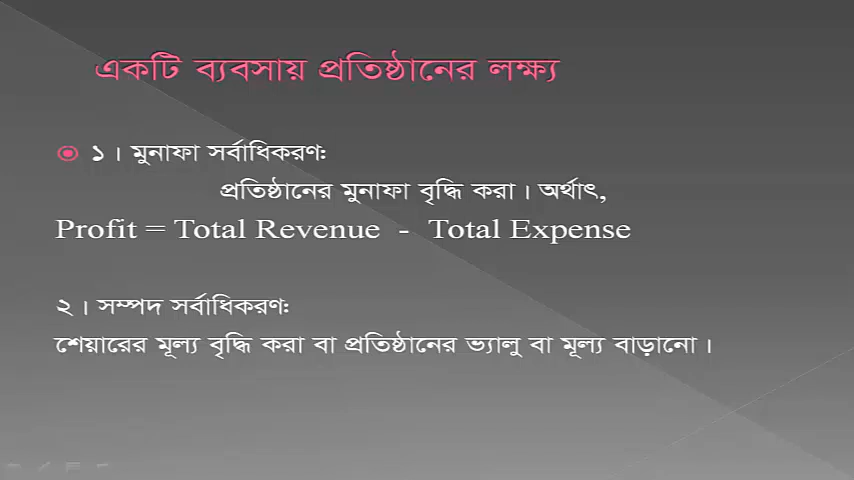 একটি ব্যবসায় প্রতিষ্ঠানের লক্ষ্য
১। মুনাফা সর্বাধিকরণঃ
প্রতিষ্ঠানের মুনাফা বৃদ্ধি করা। অর্থাৎ,
Profit = Total Revenue - Total Expense
২। সম্পদ সর্বাধিকরণঃ
শেয়ারের মূল্য বৃদ্ধি করা বা প্রতিষ্ঠানের ভ্যালু বা মূল্য বাড়ানো।